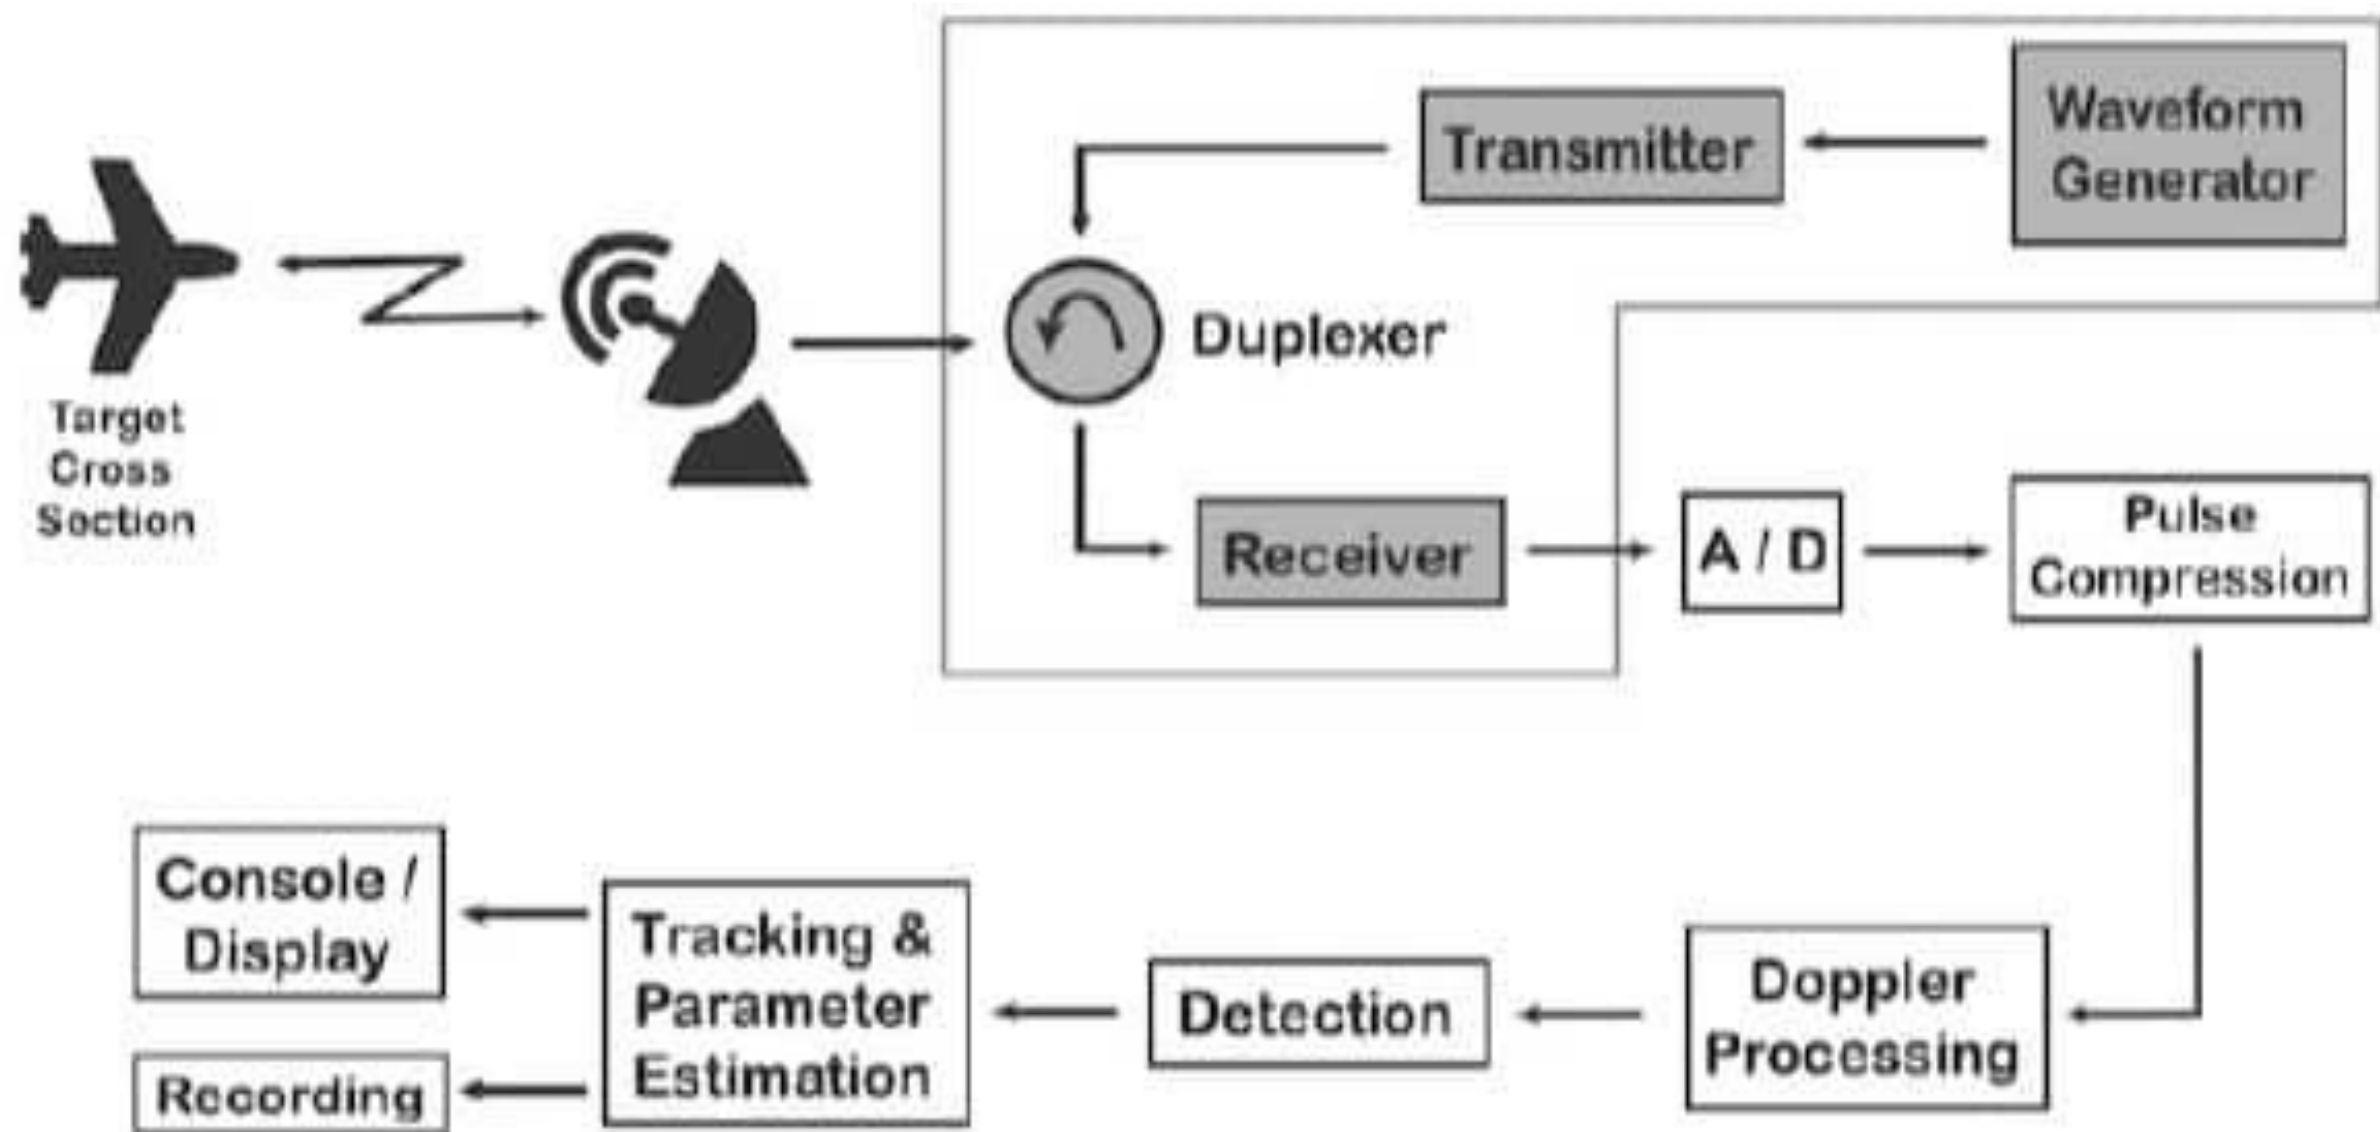 Waveform
Generator
Transmitter
Duplexer
Target
Cross
Section
Receiver
A / D
Pulse
Compression
Console /
Display
Tracking &
Parameter
Estimation
Detection
Doppler
Processing
Recording